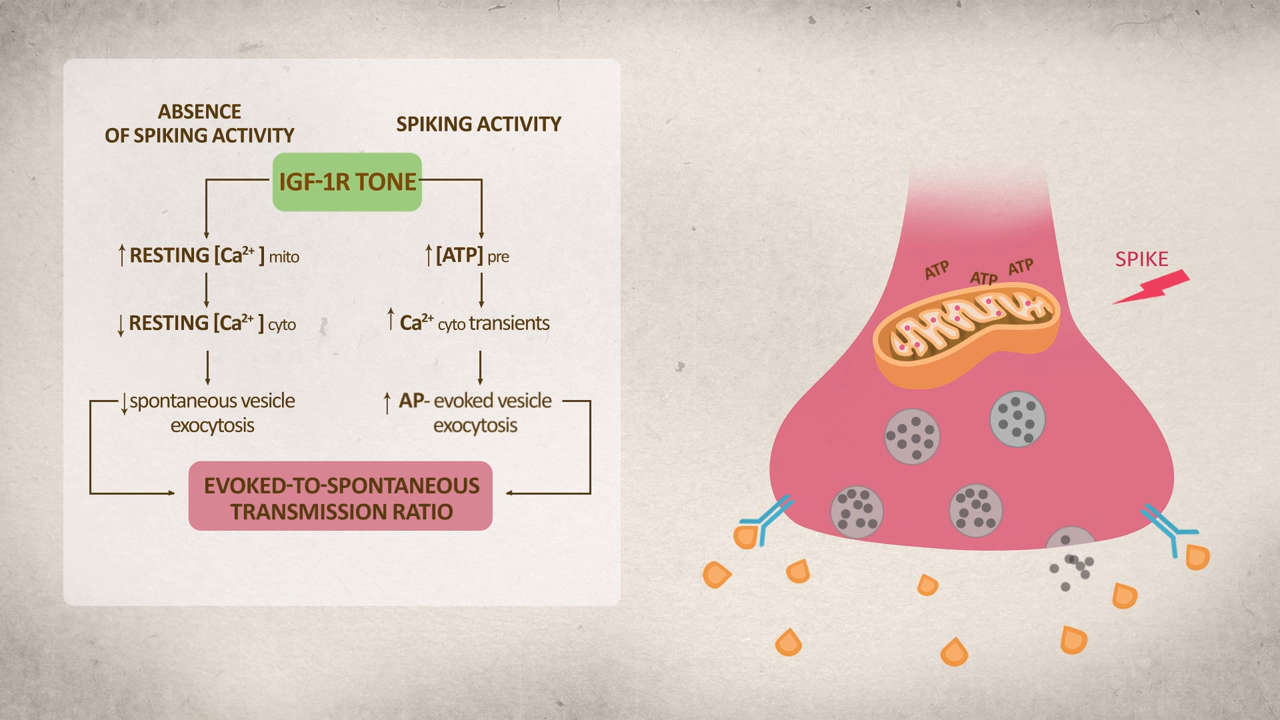 ABSENCE
OF SPIKING ACTIVITY
SPIKING ACTIVITY
IGF-1R TONE
↑ RESTING [Ca²⁺ ] mito
↑ [ATP] pre
↓ RESTING [Ca²⁺ ] cyto
↑ Ca²⁺ cyto transients
↓ spontaneous vesicle
exocytosis
↑ AP- evoked vesicle
exocytosis
EVOKED-TO-SPONTANEOUS
TRANSMISSION RATIO
SPIKE
ATP
ATP
ATP